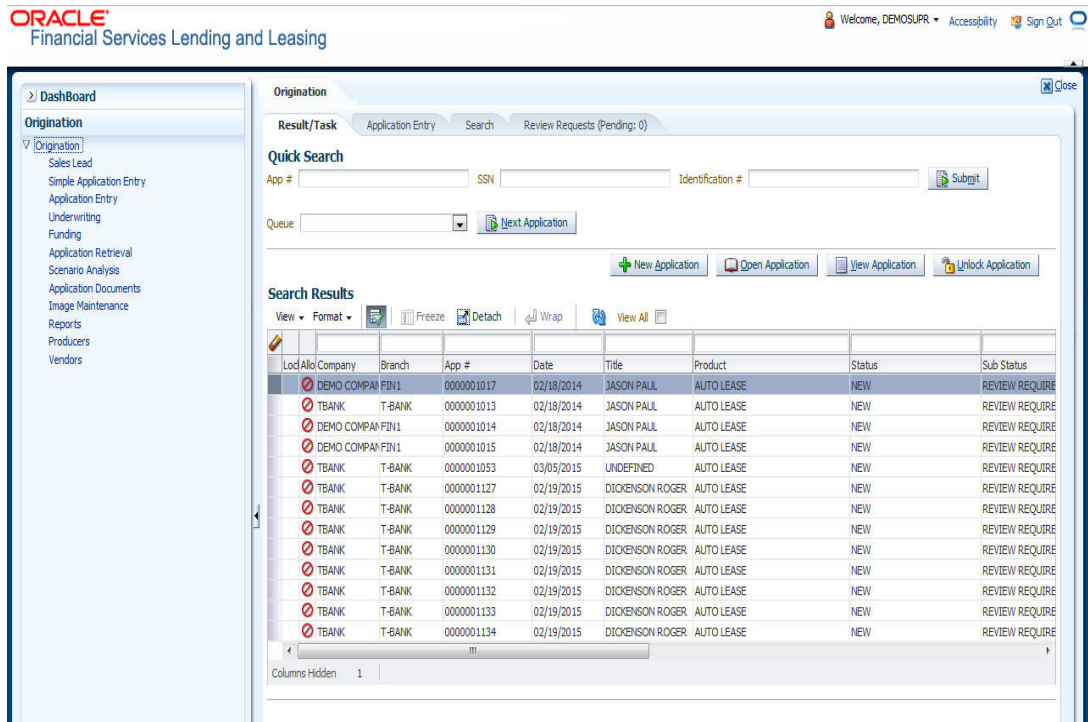 ORACLE
Financial Services Lending and Leasing
Welcome, DEMOSUPR Accessibility Sign Out
Close
DashBoard
Origination
Origination
Sales Lead
Simple Application Entry
Application Entry
Underwriting
Funding
Application Retrieval
Scenario Analysis
Application Documents
Image Maintenance
Reports
Producers
Vendors
Origination
Result/Task Application Entry Search Review Requests (Pending: 0)
Quick Search
App # SSN Identification # Submit
Queue Next Application
New Application Open Application View Application Unlock Application
Search Results
View Format Freeze Detach Wrap View All
Loc Allo Company Branch App # Date Title Product Status Sub Status
DEMO COMPAN FIN1 0000001017 02/18/2014 JASON PAUL AUTO LEASE NEW REVIEW REQUIRE
TBANK T-BANK 0000001013 02/18/2014 JASON PAUL AUTO LEASE NEW REVIEW REQUIRE
DEMO COMPAN FIN1 0000001014 02/18/2014 JASON PAUL AUTO LEASE NEW REVIEW REQUIRE
DEMO COMPAN FIN1 0000001015 02/18/2014 JASON PAUL AUTO LEASE NEW REVIEW REQUIRE
TBANK T-BANK 0000001053 03/05/2015 UNDEFINED AUTO LEASE NEW REVIEW REQUIRE
TBANK T-BANK 0000001127 02/19/2015 DICKENSON ROGER AUTO LEASE NEW REVIEW REQUIRE
TBANK T-BANK 0000001128 02/19/2015 DICKENSON ROGER AUTO LEASE NEW REVIEW REQUIRE
TBANK T-BANK 0000001129 02/19/2015 DICKENSON ROGER AUTO LEASE NEW REVIEW REQUIRE
TBANK T-BANK 0000001130 02/19/2015 DICKENSON ROGER AUTO LEASE NEW REVIEW REQUIRE
TBANK T-BANK 0000001131 02/19/2015 DICKENSON ROGER AUTO LEASE NEW REVIEW REQUIRE
TBANK T-BANK 0000001132 02/19/2015 DICKENSON ROGER AUTO LEASE NEW REVIEW REQUIRE
TBANK T-BANK 0000001133 02/19/2015 DICKENSON ROGER AUTO LEASE NEW REVIEW REQUIRE
TBANK T-BANK 0000001134 02/19/2015 DICKENSON ROGER AUTO LEASE NEW REVIEW REQUIRE
Columns Hidden 1